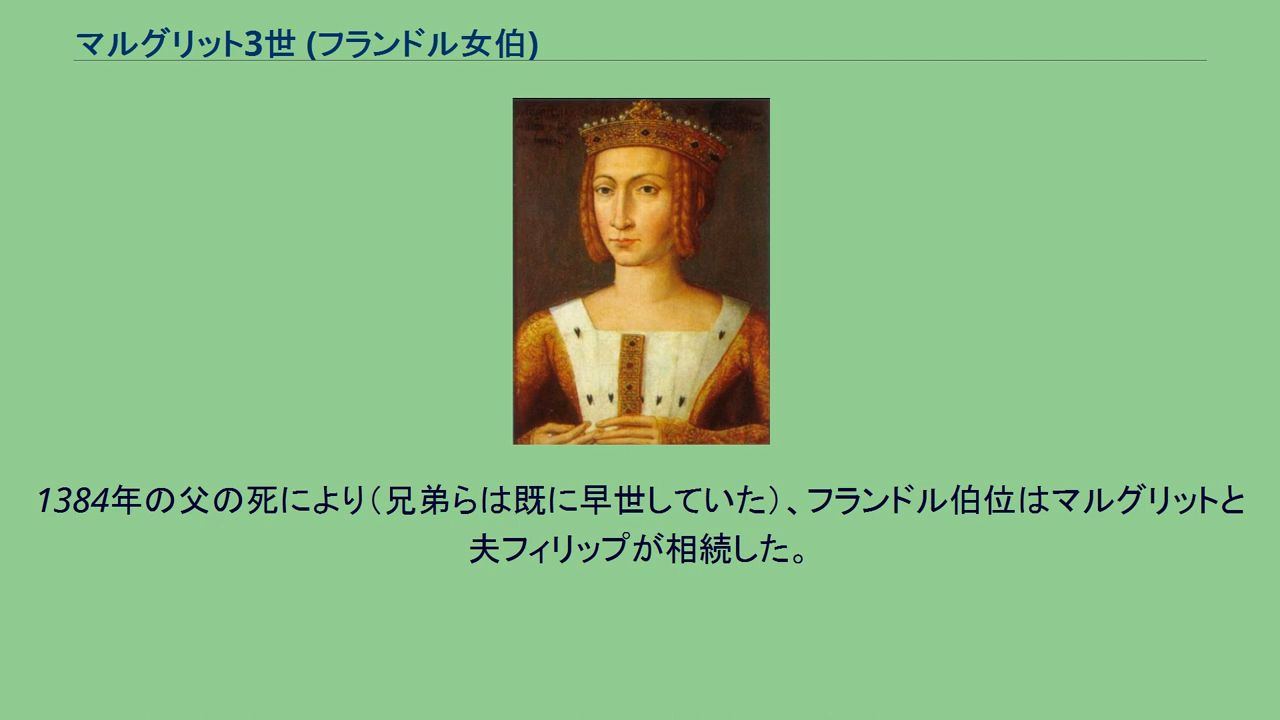 マルグリット3世 (フランドル女伯)
1384年の父の死により（兄弟らは既に早世していた）、フランドル伯位はマルグリットと
夫フィリップが相続した。